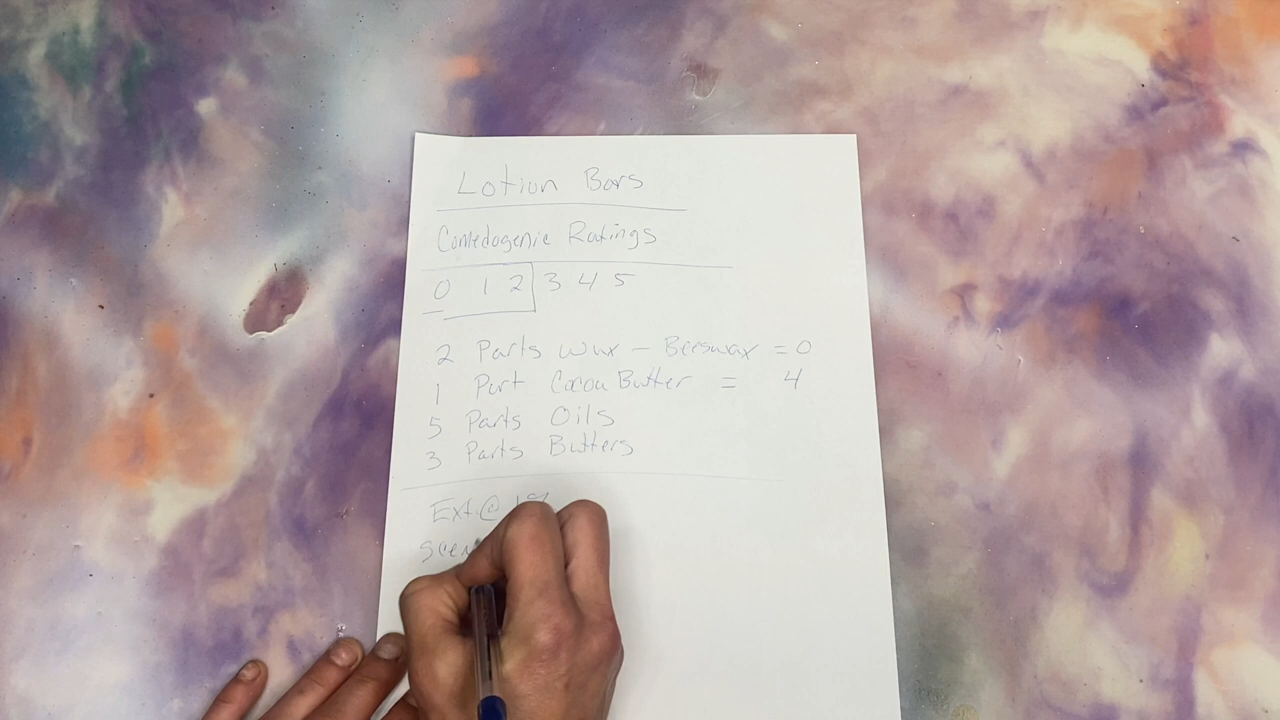 Lotion Bars
Comedogenic Ratings
0 1 2 3 4 5
2 Parts Wax - Beeswax = 0
1 Part Cocoa Butter = 4
5 Parts Oils
3 Parts Butters
Ext. @ 1%